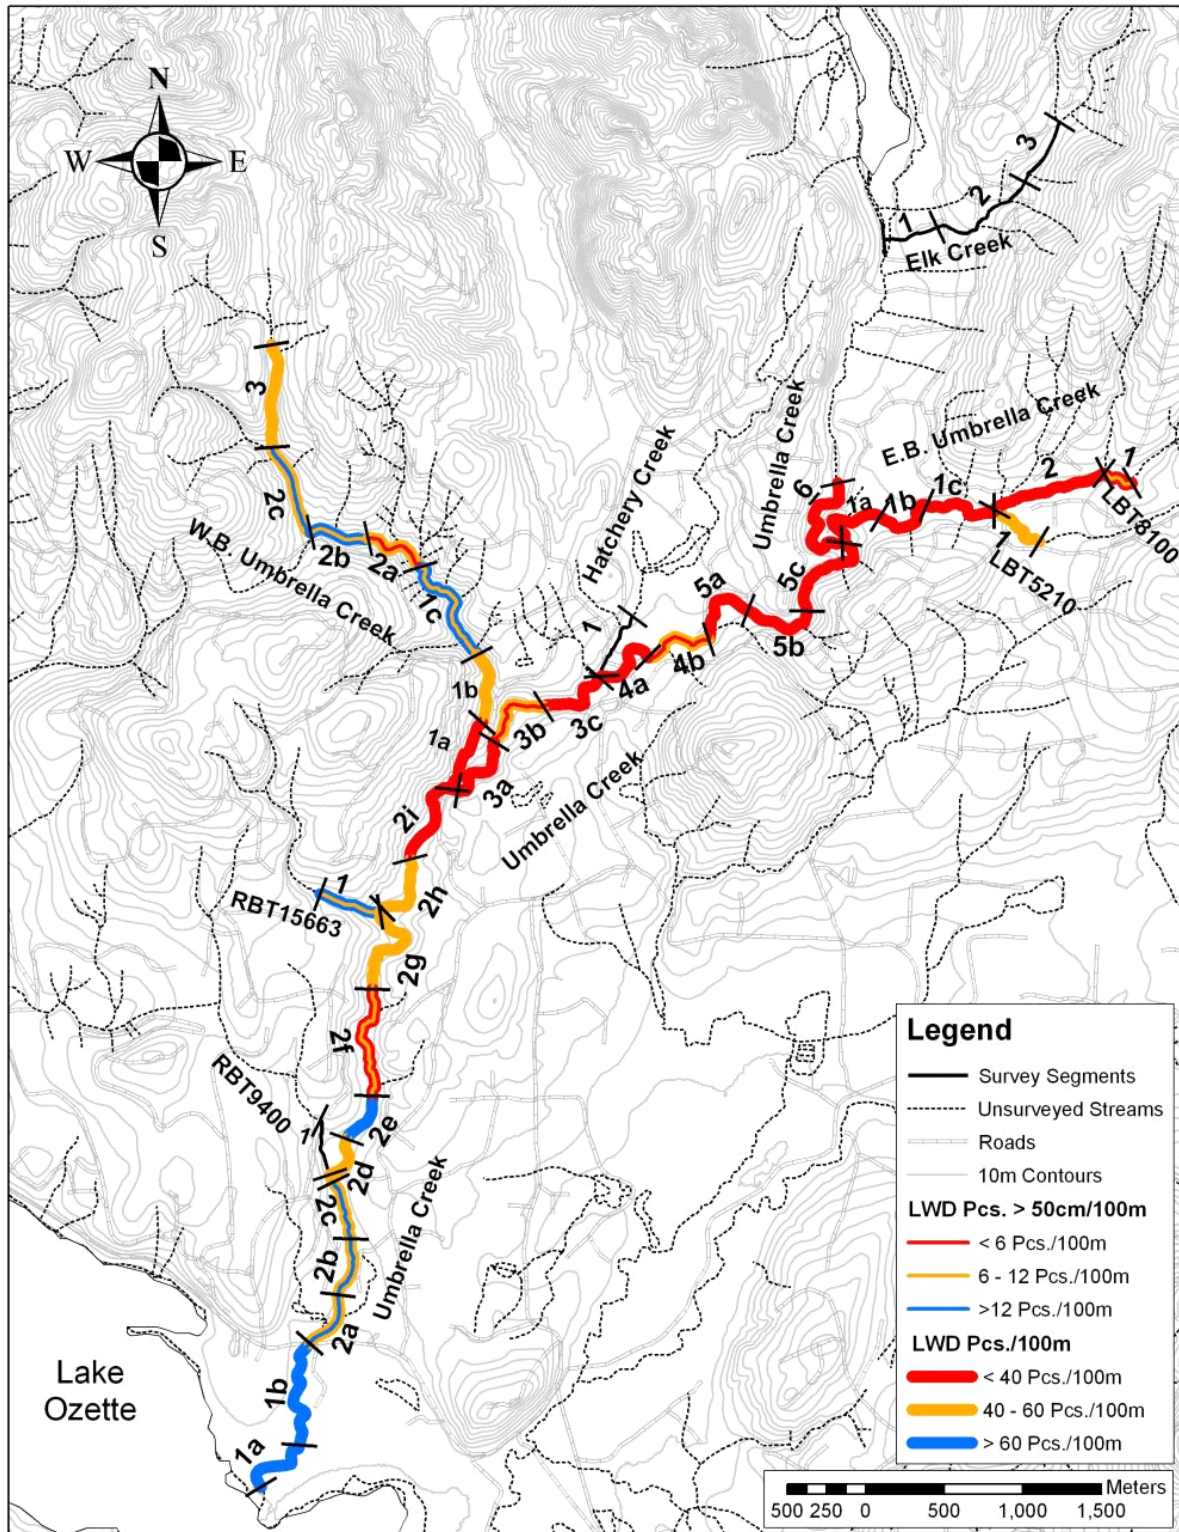 N
W
E
S
3
2
1
Elk Creek
3
2c
2b
2a
1c
W.B. Umbrella Creek
1b
1a
Hatchery Creek
1
Umbrella Creek
E.B. Umbrella Creek
6
1a
1b
1c
2
1
LBT8100
1
LBT5210
5c
5b
5a
4b
4a
3c
3b
3a
Umbrella Creek
2i
2h
1
RBT15663
2g
2f
RBT9400
1
2e
2d
2c
2b
2a
Umbrella Creek
1b
1a
Lake
Ozette
Legend
Survey Segments
Unsurveyed Streams
Roads
10m Contours
LWD Pcs. > 50cm/100m
< 6 Pcs./100m
6 - 12 Pcs./100m
>12 Pcs./100m
LWD Pcs./100m
< 40 Pcs./100m
40 - 60 Pcs./100m
> 60 Pcs./100m
Meters
500 250 0 500 1,000 1,500